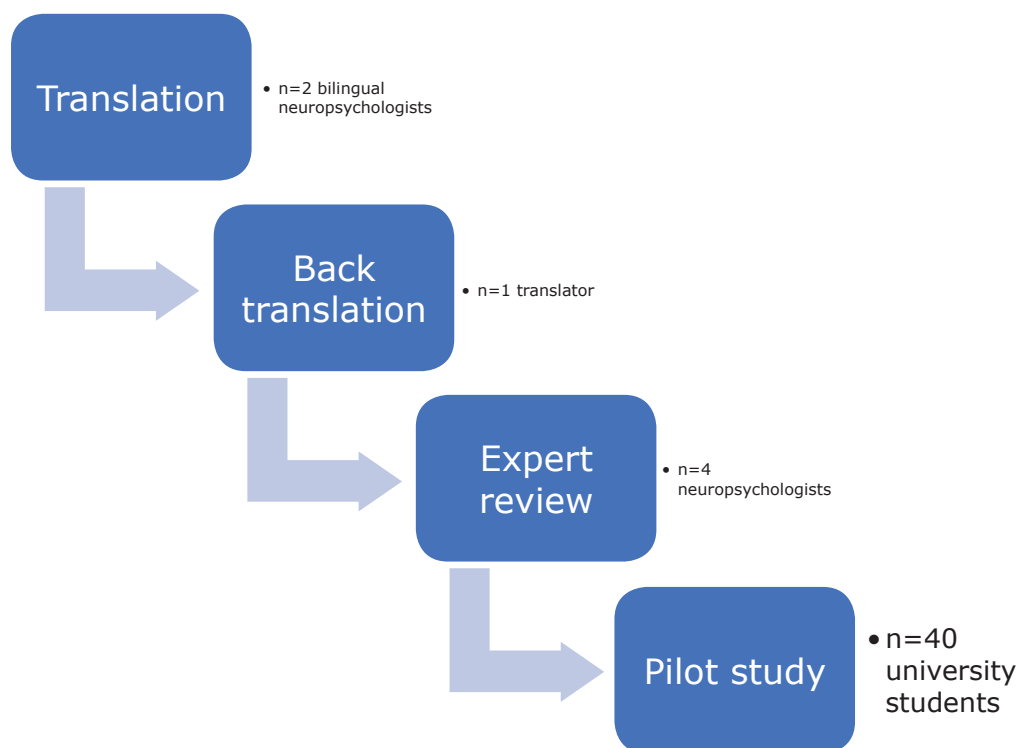 Translation
• n=2 bilingual
neuropsychologists
Back
translation
• n=1 translator
Expert
review
• n=4
neuropsychologists
Pilot study
• n=40
university
students